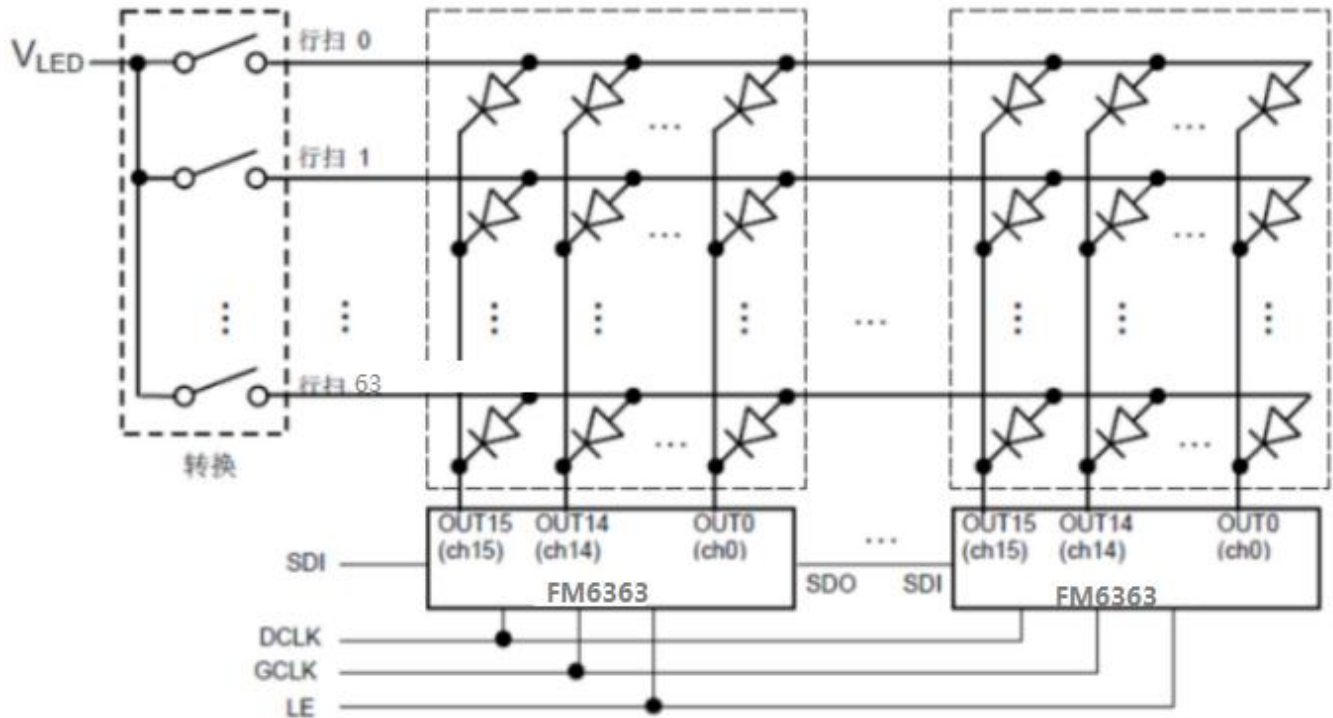 V_LED
行扫 0
行扫 1
行扫 63
转换
OUT15 OUT14 OUT0 OUT15 OUT14 OUT0
(ch15) (ch14) (ch0) (ch15) (ch14) (ch0)
SDI SDO SDI
FM6363 FM6363
DCLK
GCLK
LE